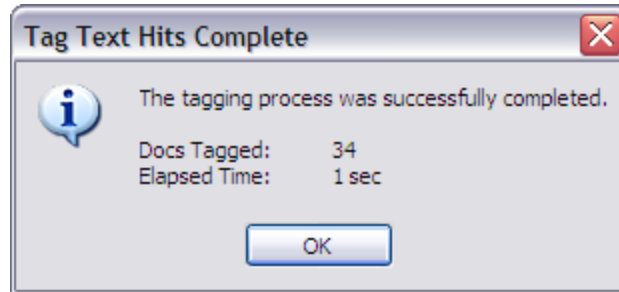 Tag Text Hits Complete
The tagging process was successfully completed.
Docs Tagged: 34
Elapsed Time: 1 sec
OK